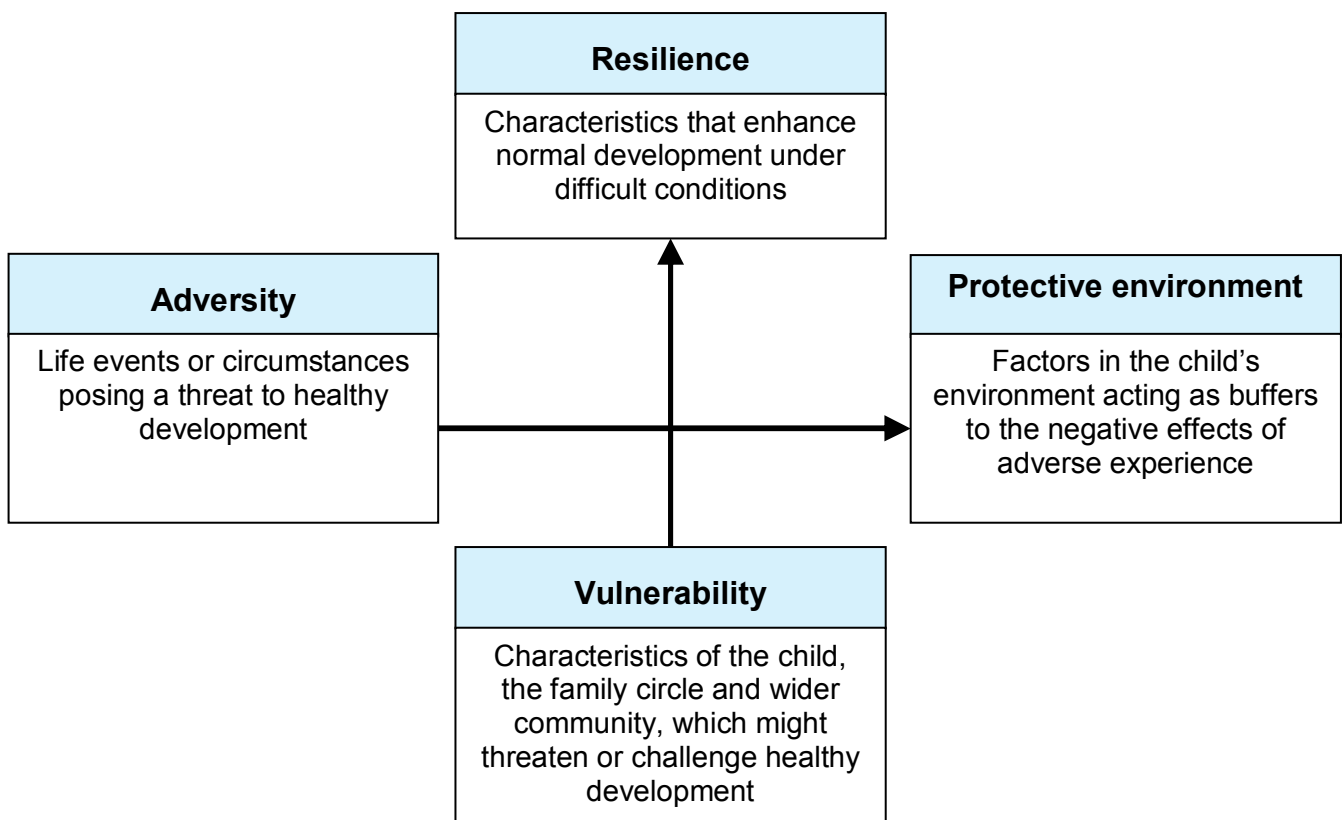 Resilience
Characteristics that enhance
normal development under
difficult conditions
Adversity
Life events or circumstances
posing a threat to healthy
development
Protective environment
Factors in the child’s
environment acting as buffers
to the negative effects of
adverse experience
Vulnerability
Characteristics of the child,
the family circle and wider
community, which might
threaten or challenge healthy
development